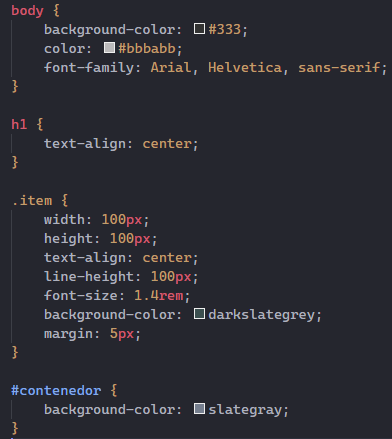 body {
    background-color: #333;
    color: #bbbabb;
    font-family: Arial, Helvetica, sans-serif;
}

h1 {
    text-align: center;
}

.item {
    width: 100px;
    height: 100px;
    text-align: center;
    line-height: 100px;
    font-size: 1.4rem;
    background-color: darkslategrey;
    margin: 5px;
}

#contenedor {
    background-color: slategray;
}